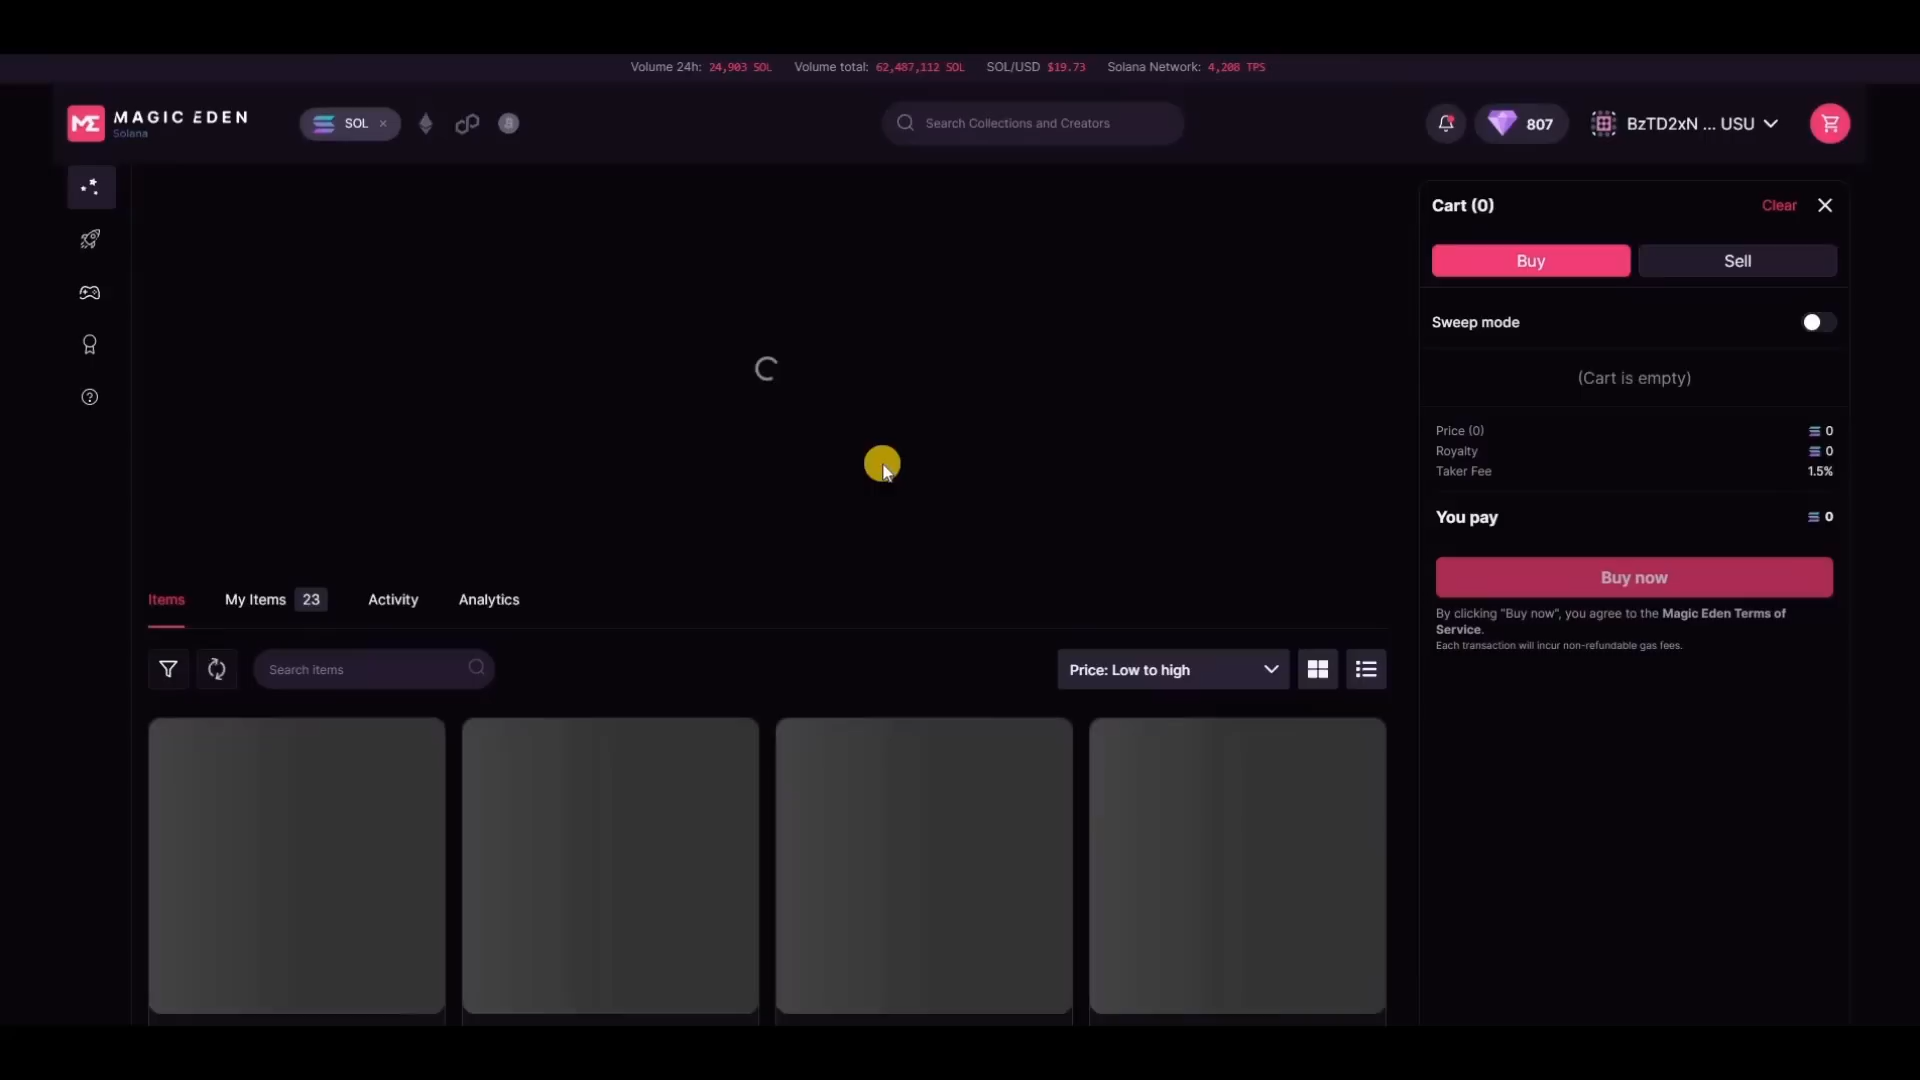 Volume 24h: 24,903 SOL Volume total: 62,487,112 SOL SOL/USD $19.73 Solana Network: 4,208 TPS
MAGIC EDEN
Solana
SOL ×
Search Collections and Creators
807
BzTD2xN ... USU
Cart (0)
Clear
Buy
Sell
Sweep mode
(Cart is empty)
Price (0) 0
Royalty 0
Taker Fee 1.5%
You pay 0
Buy now
By clicking "Buy now", you agree to the Magic Eden Terms of
Service.
Each transaction will incur non-refundable gas fees.
Items
My Items 23
Activity
Analytics
Search items
Price: Low to high